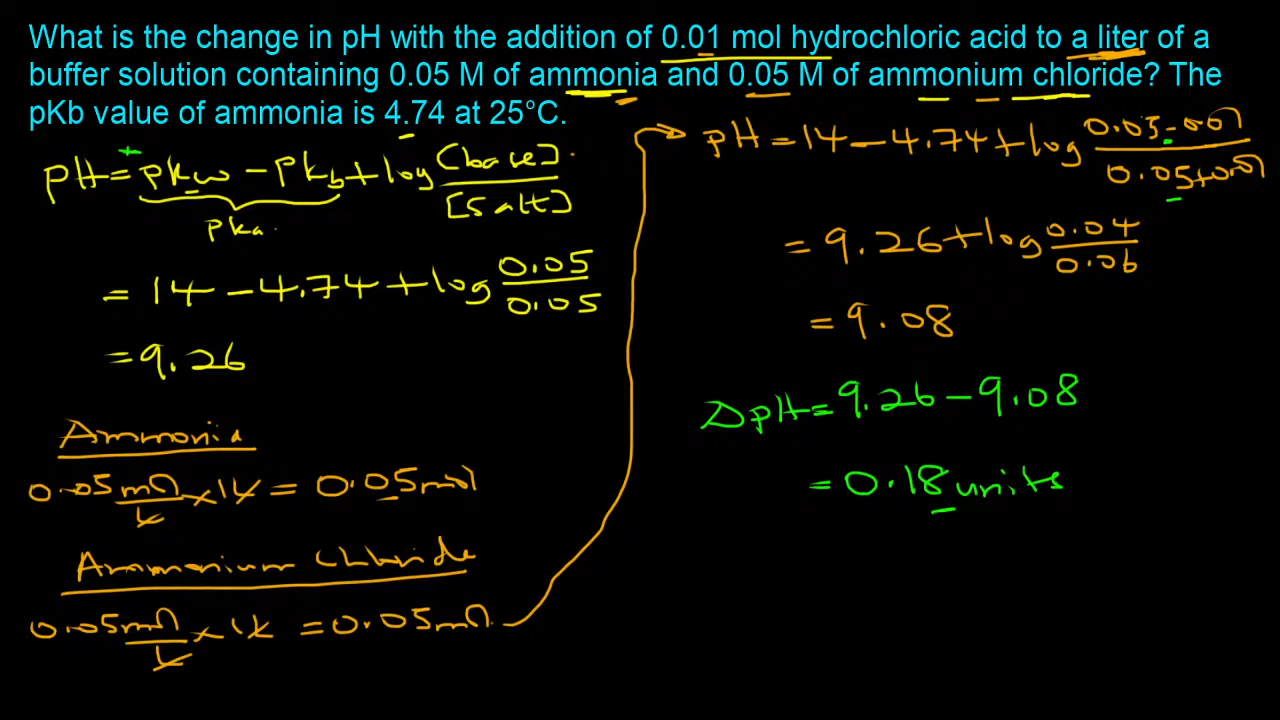 What is the change in pH with the addition of 0.01 mol hydrochloric acid to a liter of a
buffer solution containing 0.05 M of ammonia and 0.05 M of ammonium chloride? The
pKb value of ammonia is 4.74 at 25°C.
pH = pKw - pKb + log [base] / [Salt]
pka
= 14 - 4.74 + log 0.05 / 0.05
= 9.26
Ammonia
0.05 mol / L × 1L = 0.05 mol
Ammonium Chloride
0.05 mol / L × 1L = 0.05 mol
pH = 14 - 4.74 + log 0.05 - 0.01 / 0.05 + 0.01
= 9.26 + log 0.04 / 0.06
= 9.08
ΔpH = 9.26 - 9.08
= 0.18 units